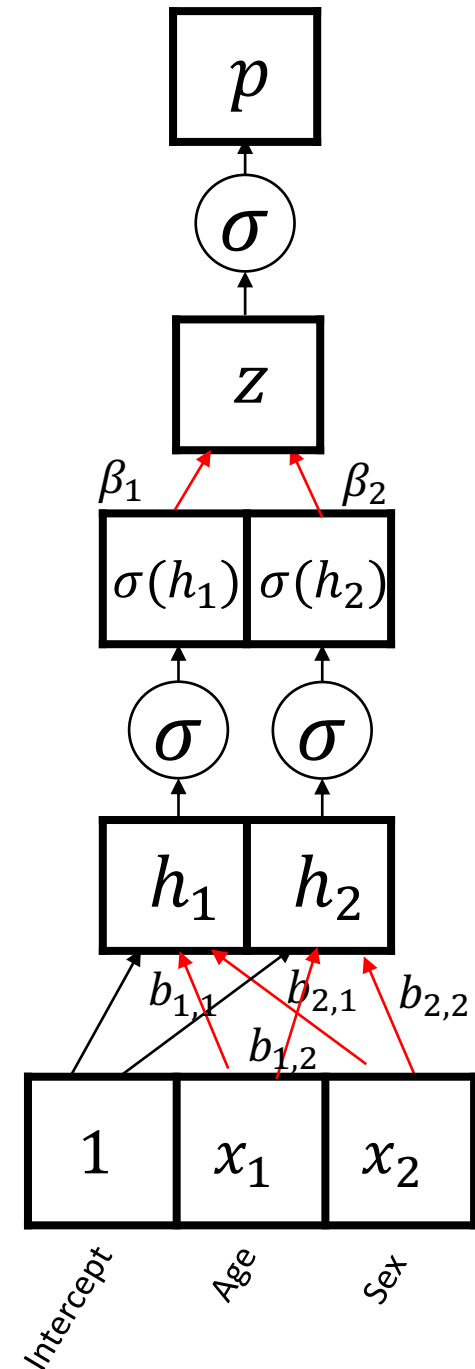 p
σ
z
β₁ β₂
σ(h₁) σ(h₂)
σ σ
h₁ h₂
b₁,₁ b₂,₁ b₂,₂
b₁,₂
1 x₁ x₂
Intercept Age Sex